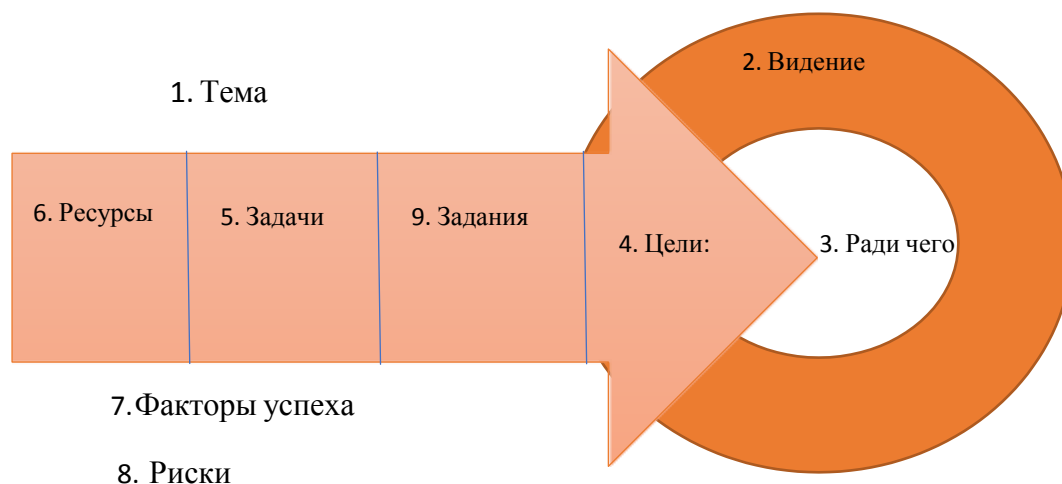 2. Видение
1. Тема
6. Ресурсы
5. Задачи
9. Задания
4. Цели:
3. Ради чего
7.Факторы успеха
8. Риски